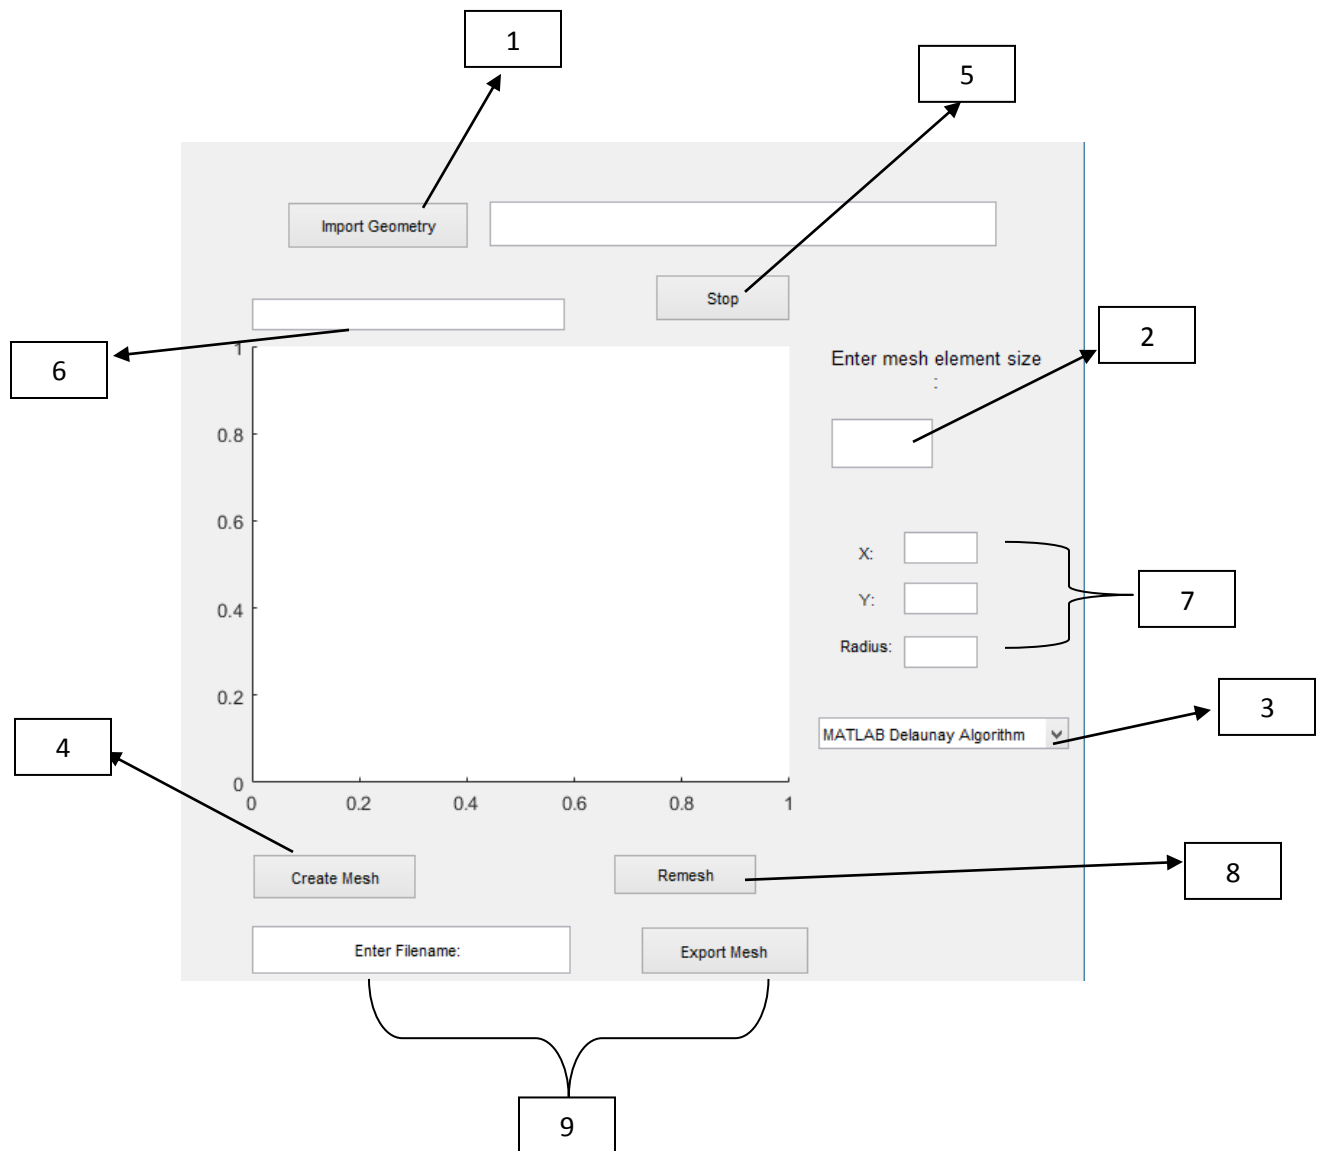 1
5
Import Geometry
Stop
6
2
Enter mesh element size
:
1
0.8
0.6
0.4
0.2
0
0 0.2 0.4 0.6 0.8 1
X:
Y:
Radius:
7
3
MATLAB Delaunay Algorithm
4
Create Mesh
Remesh
8
Enter Filename:
Export Mesh
9